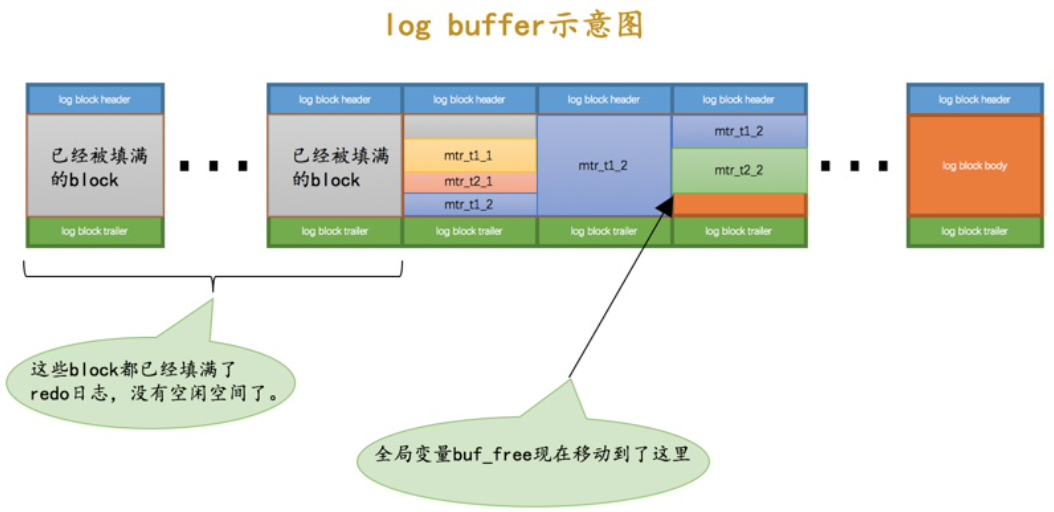 log buffer示意图
log block header
log block header
log block header
log block header
log block header
log block header
已经被填满
的block
已经被填满
的block
mtr_t1_1
mtr_t2_1
mtr_t1_2
mtr_t1_2
mtr_t1_2
mtr_t2_2
log block body
log block trailer
log block trailer
log block trailer
log block trailer
log block trailer
log block trailer
这些block都已经填满了
redo日志，没有空闲空间了。
全局变量buf_free现在移动到了这里